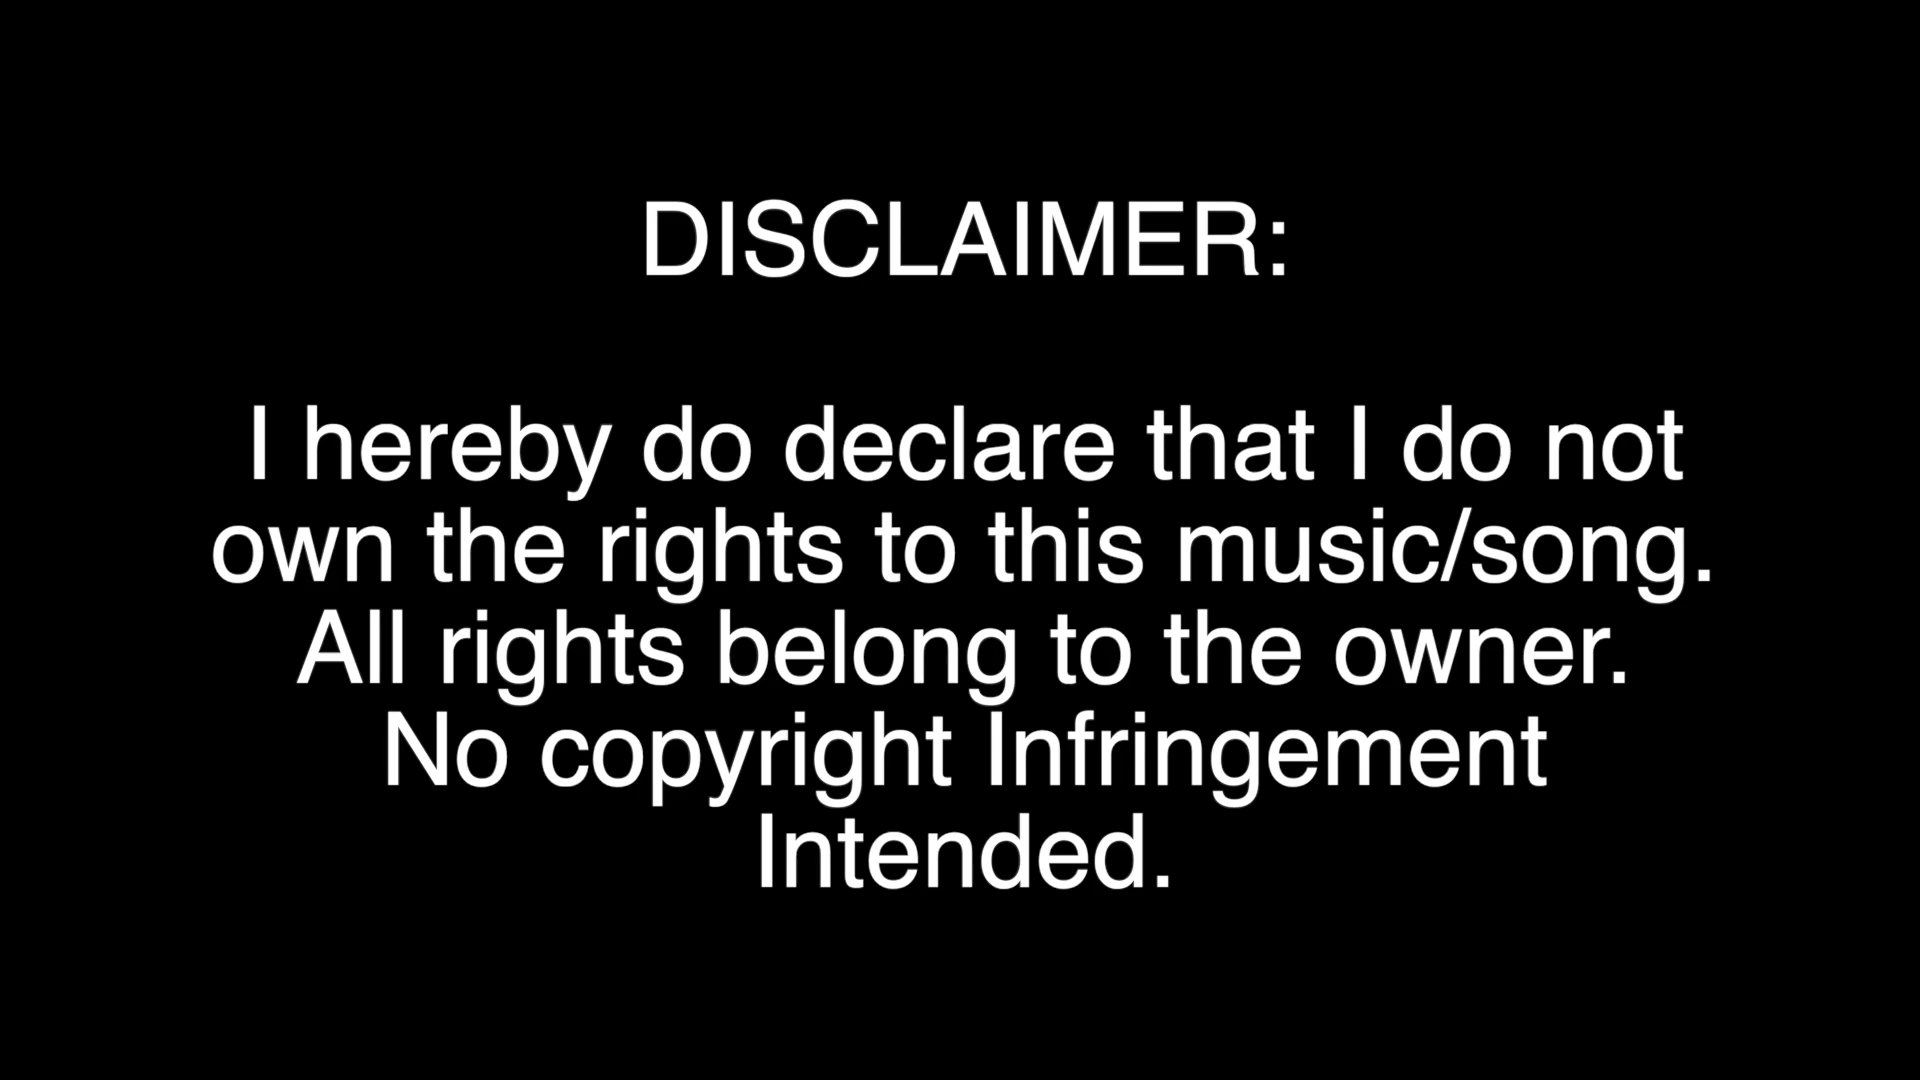 DISCLAIMER:
I hereby do declare that I do not
own the rights to this music/song.
All rights belong to the owner.
No copyright Infringement
Intended.